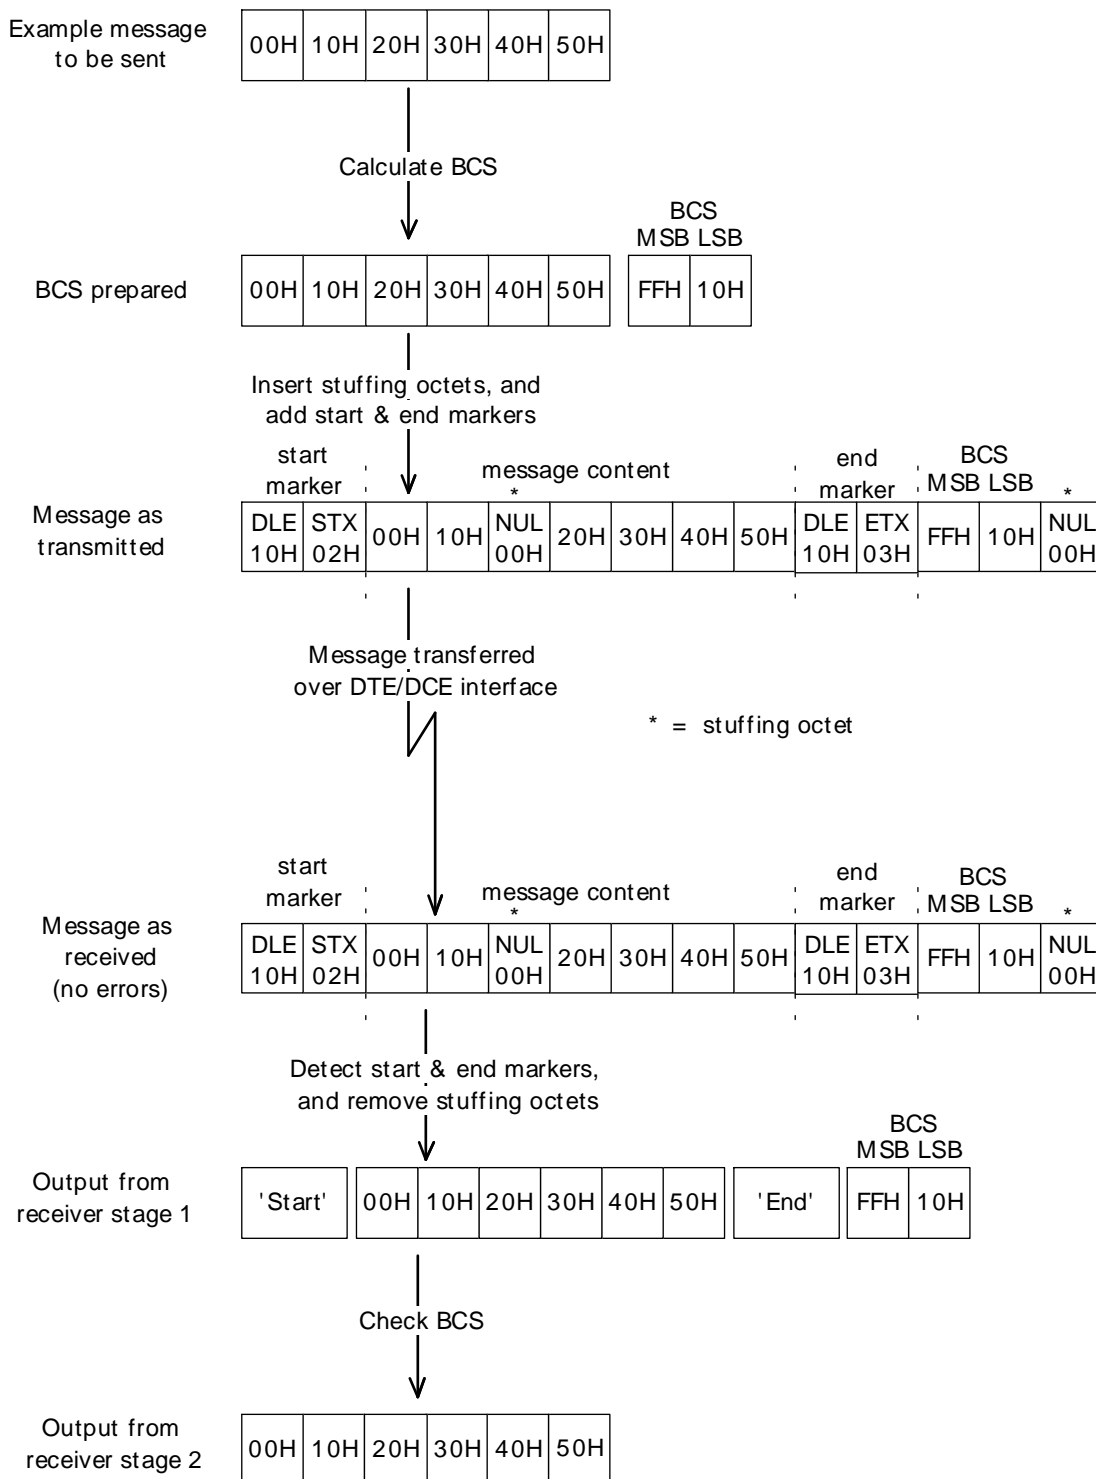 Example message
to be sent
00H 10H 20H 30H 40H 50H
Calculate BCS
BCS
MSB LSB
BCS prepared
00H 10H 20H 30H 40H 50H FFH 10H
Insert stuffing octets, and
add start & end markers
start
marker
message content
*
end
marker
BCS
MSB LSB
*
Message as
transmitted
DLE STX 00H 10H NUL 20H 30H 40H 50H DLE ETX FFH 10H NUL
10H 02H 00H 10H 03H 00H
Message transferred
over DTE/DCE interface
* = stuffing octet
start
marker
message content
*
end
marker
BCS
MSB LSB
*
Message as
received
(no errors)
DLE STX 00H 10H NUL 20H 30H 40H 50H DLE ETX FFH 10H NUL
10H 02H 00H 10H 03H 00H
Detect start & end markers,
and remove stuffing octets
BCS
MSB LSB
Output from
receiver stage 1
'Start' 00H 10H 20H 30H 40H 50H 'End' FFH 10H
Check BCS
Output from
receiver stage 2
00H 10H 20H 30H 40H 50H